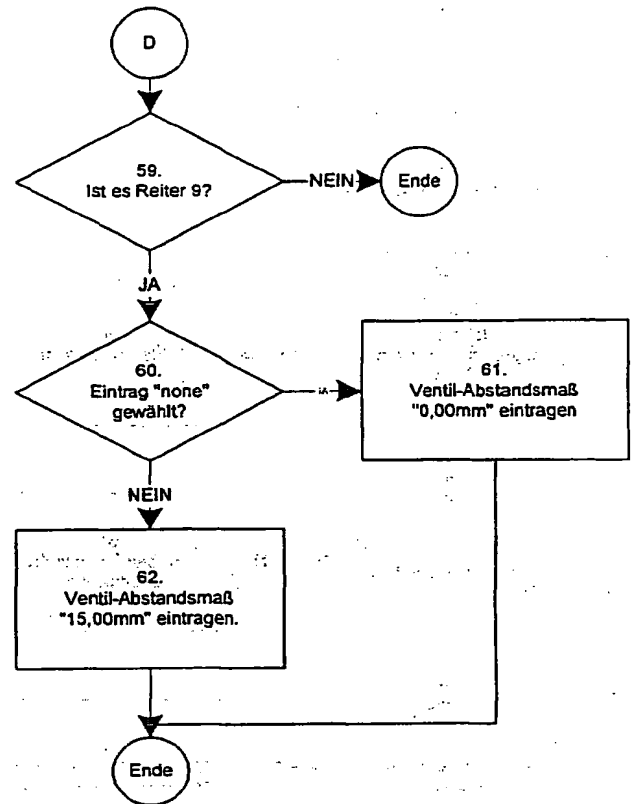 D
59.
Ist es Reiter 9?
NEIN
Ende
JA
60.
Eintrag "none"
gewählt?
61.
Ventil-Abstandsmaß
"0,00mm" eintragen
NEIN
62.
Ventil-Abstandsmaß
"15,00mm" eintragen.
Ende